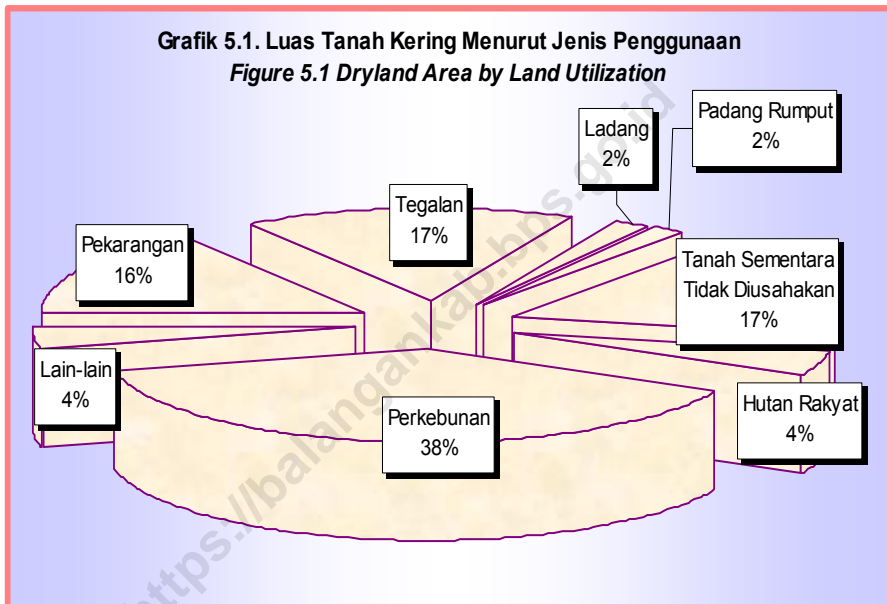 Grafik 5.1. Luas Tanah Kering Menurut Jenis Penggunaan
Figure 5.1 Dryland Area by Land Utilization
Padang Rumput
2%
Ladang
2%
Tegalan
17%
Pekarangan
16%
Tanah Sementara
Tidak Diusahakan
17%
Lain-lain
4%
Perkebunan
38%
Hutan Rakyat
4%
https://balangankab.bps.go.id